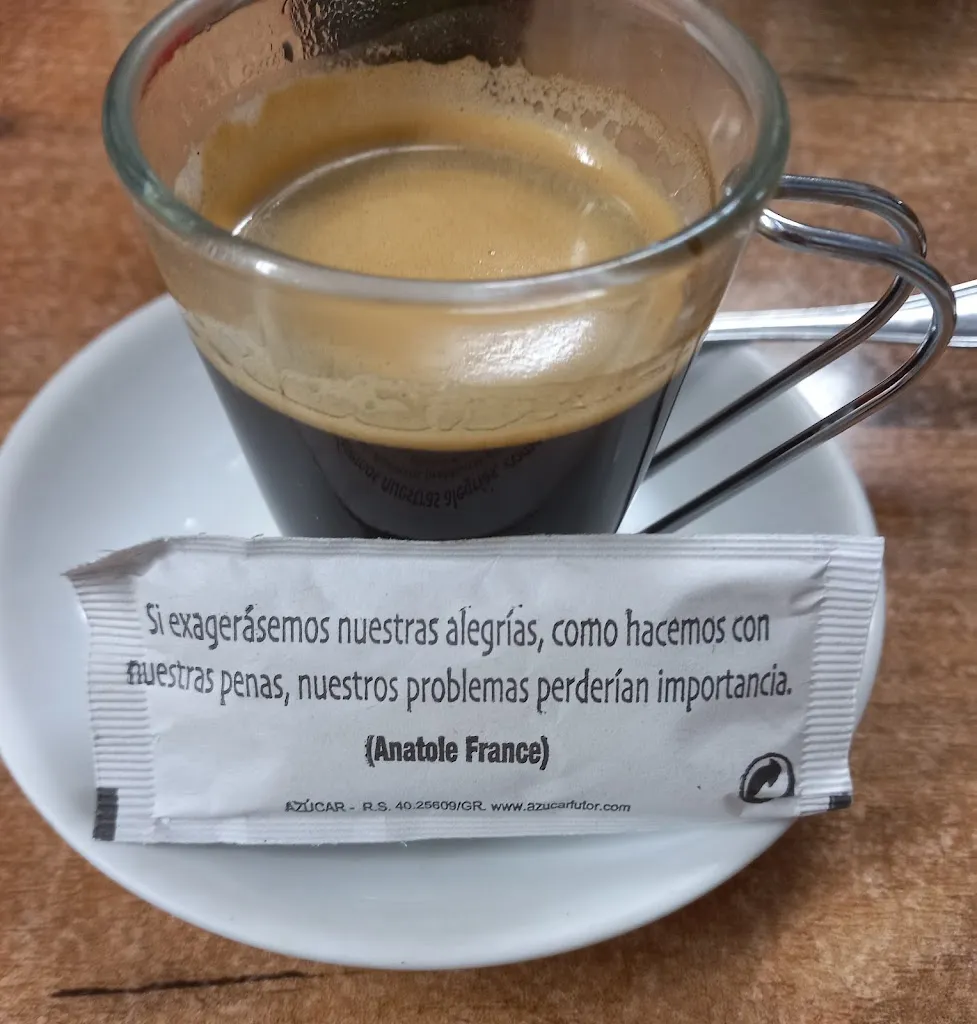 Si exagerásemos nuestras alegrías, como hacemos con
nuestras penas, nuestros problemas perderían importancia.
(Anatole France)
AZÚCAR - R.S. 40.25609/GR. www.azucarfutor.com